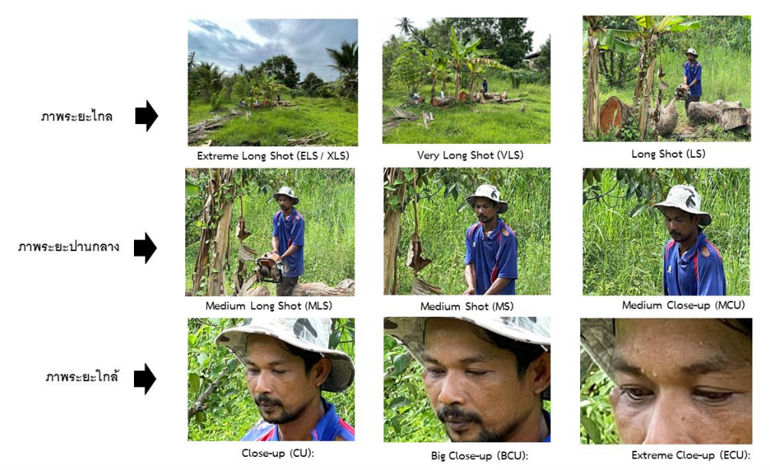 ภาพระยะไกล
Extreme Long Shot (ELS / XLS)
Very Long Shot (VLS)
Long Shot (LS)
ภาพระยะปานกลาง
Medium Long Shot (MLS)
Medium Shot (MS)
Medium Close-up (MCU)
ภาพระยะใกล้
Close-up (CU):
Big Close-up (BCU):
Extreme Cloe-up (ECU):